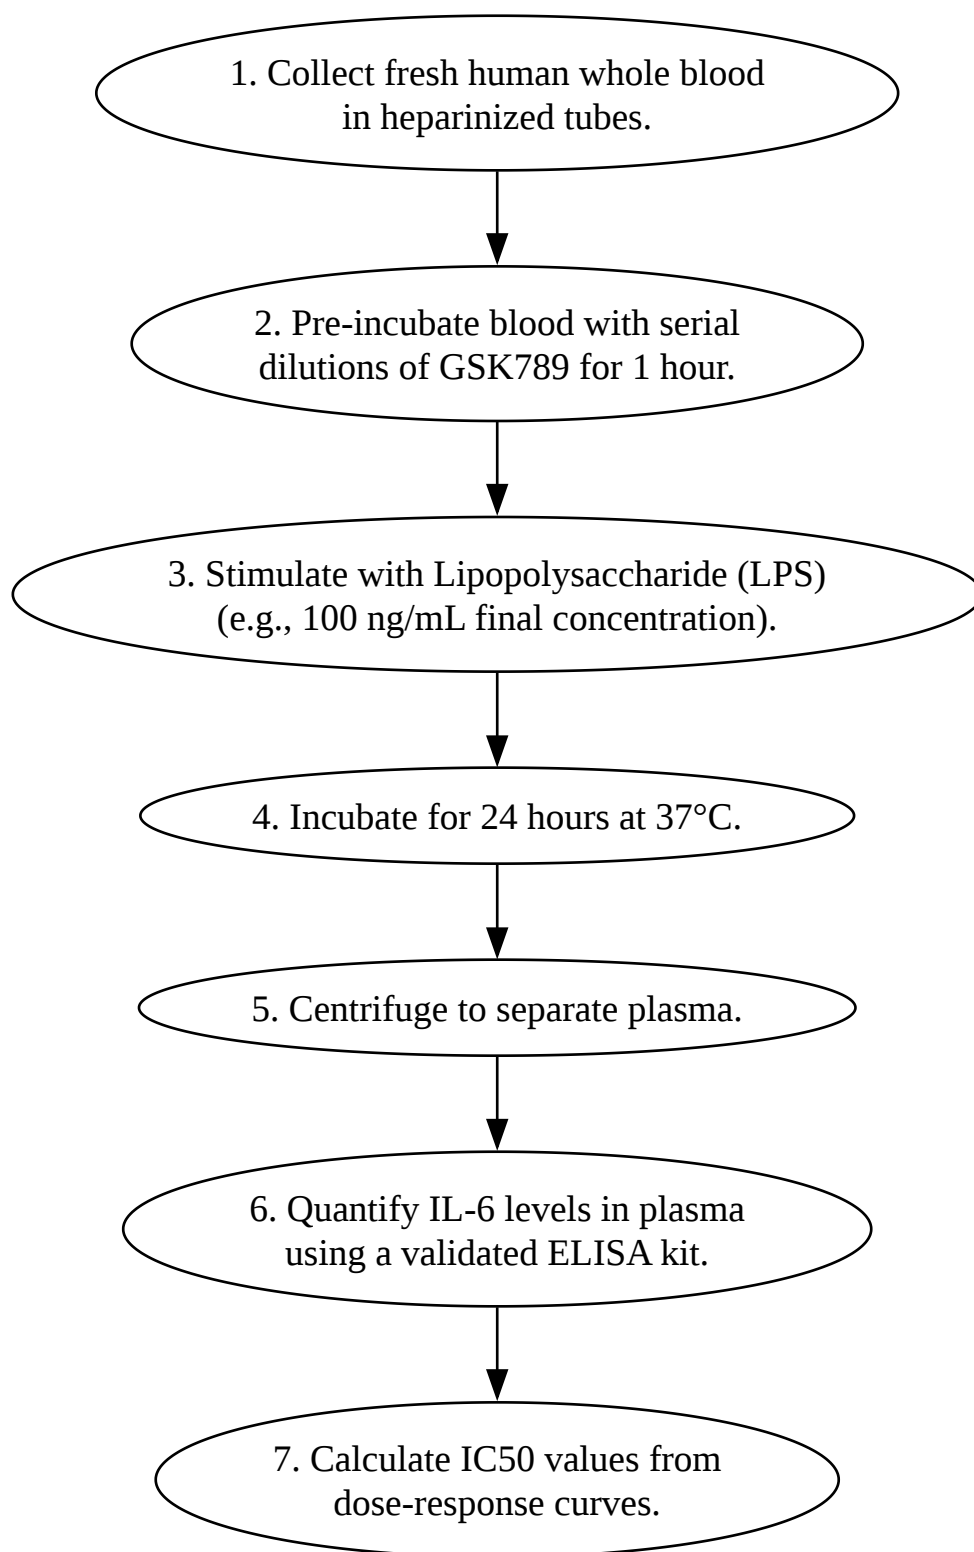 1. Collect fresh human whole blood
in heparinized tubes.
2. Pre-incubate blood with serial
dilutions of GSK789 for 1 hour.
3. Stimulate with Lipopolysaccharide (LPS)
(e.g., 100 ng/mL final concentration).
4. Incubate for 24 hours at 37°C.
5. Centrifuge to separate plasma.
6. Quantify IL-6 levels in plasma
using a validated ELISA kit.
7. Calculate IC50 values from
dose-response curves.